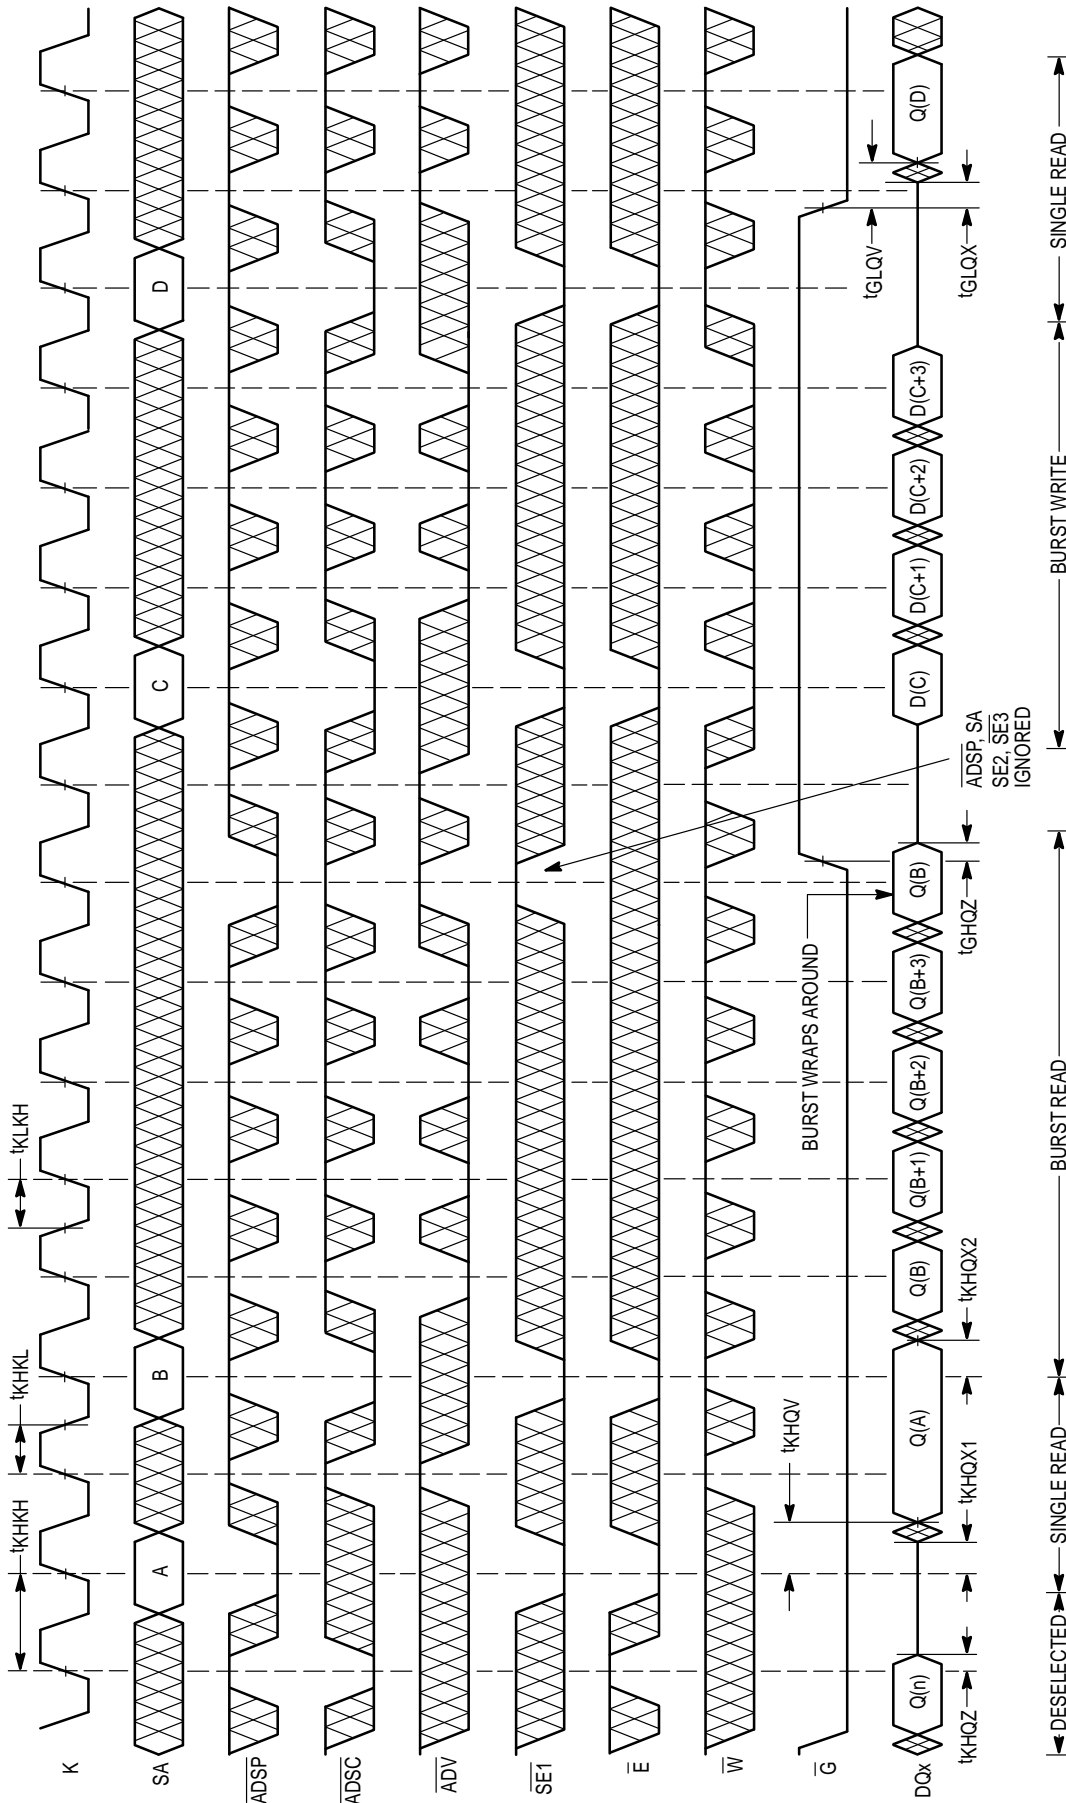 tKHKH
tKHKL
tKLKH
K
SA
A
B
C
D
ADSP
ADSC
ADV
SE1
E
W
tKHQV
BURST WRAPS AROUND
G
tGLQV
DQx
Q(n)
Q(A)
Q(B)
Q(B+1)
Q(B+2)
Q(B+3)
Q(B)
D(C)
D(C+1)
D(C+2)
D(C+3)
Q(D)
tKHQZ
tKHQX1
tKHQX2
tGHQZ
ADSP, SA
SE2, SE3
IGNORED
tGLQX
DESELECTED
SINGLE READ
BURST READ
BURST WRITE
SINGLE READ